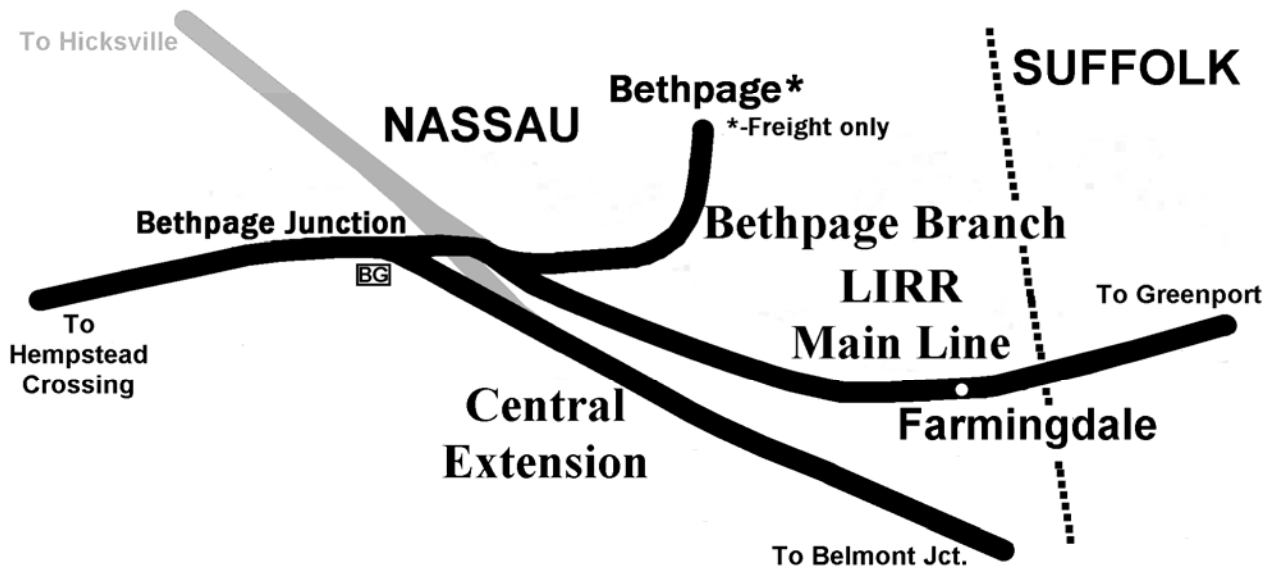 To Hicksville
SUFFOLK
Bethpage*
*-Freight only
NASSAU
Bethpage Junction
Bethpage Branch
BG
LIRR
Main Line
To Greenport
To
Hempstead
Crossing
Central
Extension
Farmingdale
To Belmont Jct.